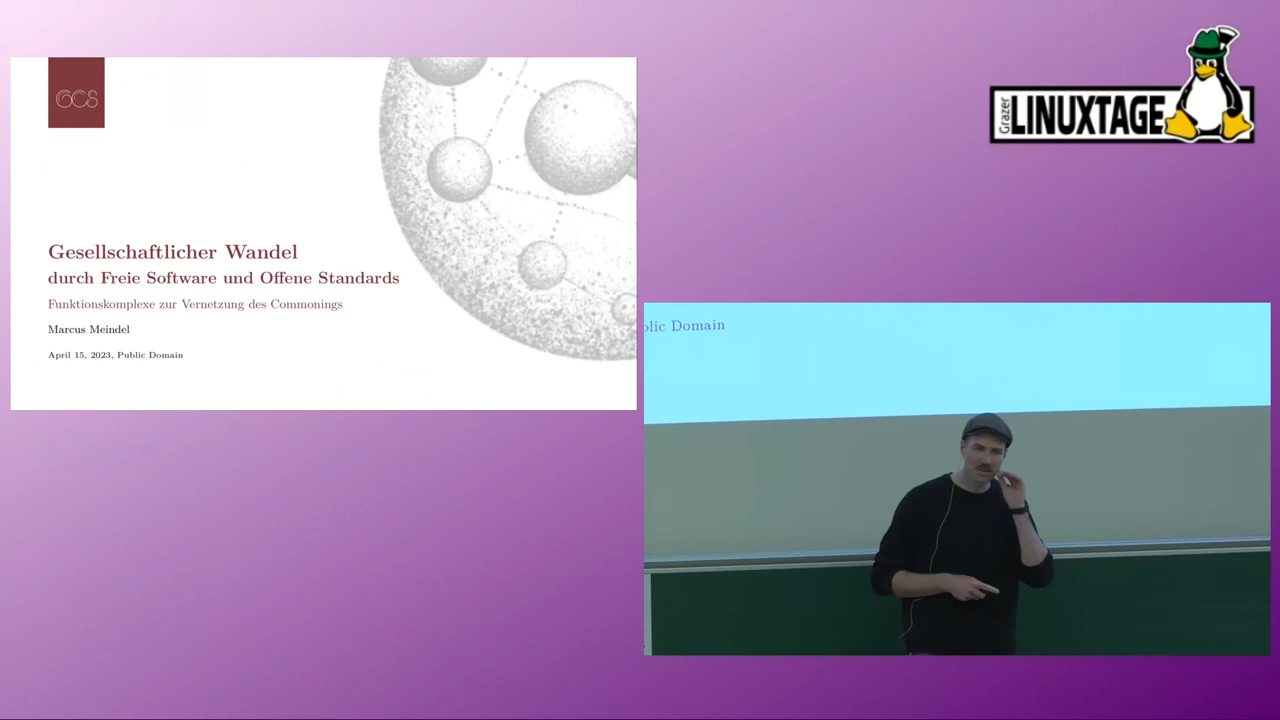 GCS
Gesellschaftlicher Wandel
durch Freie Software und Offene Standards
Funktionskomplexe zur Vernetzung des Commonings
Marcus Meindel
April 15, 2023, Public Domain
Grazer
LINUXTAGE
blic Domain